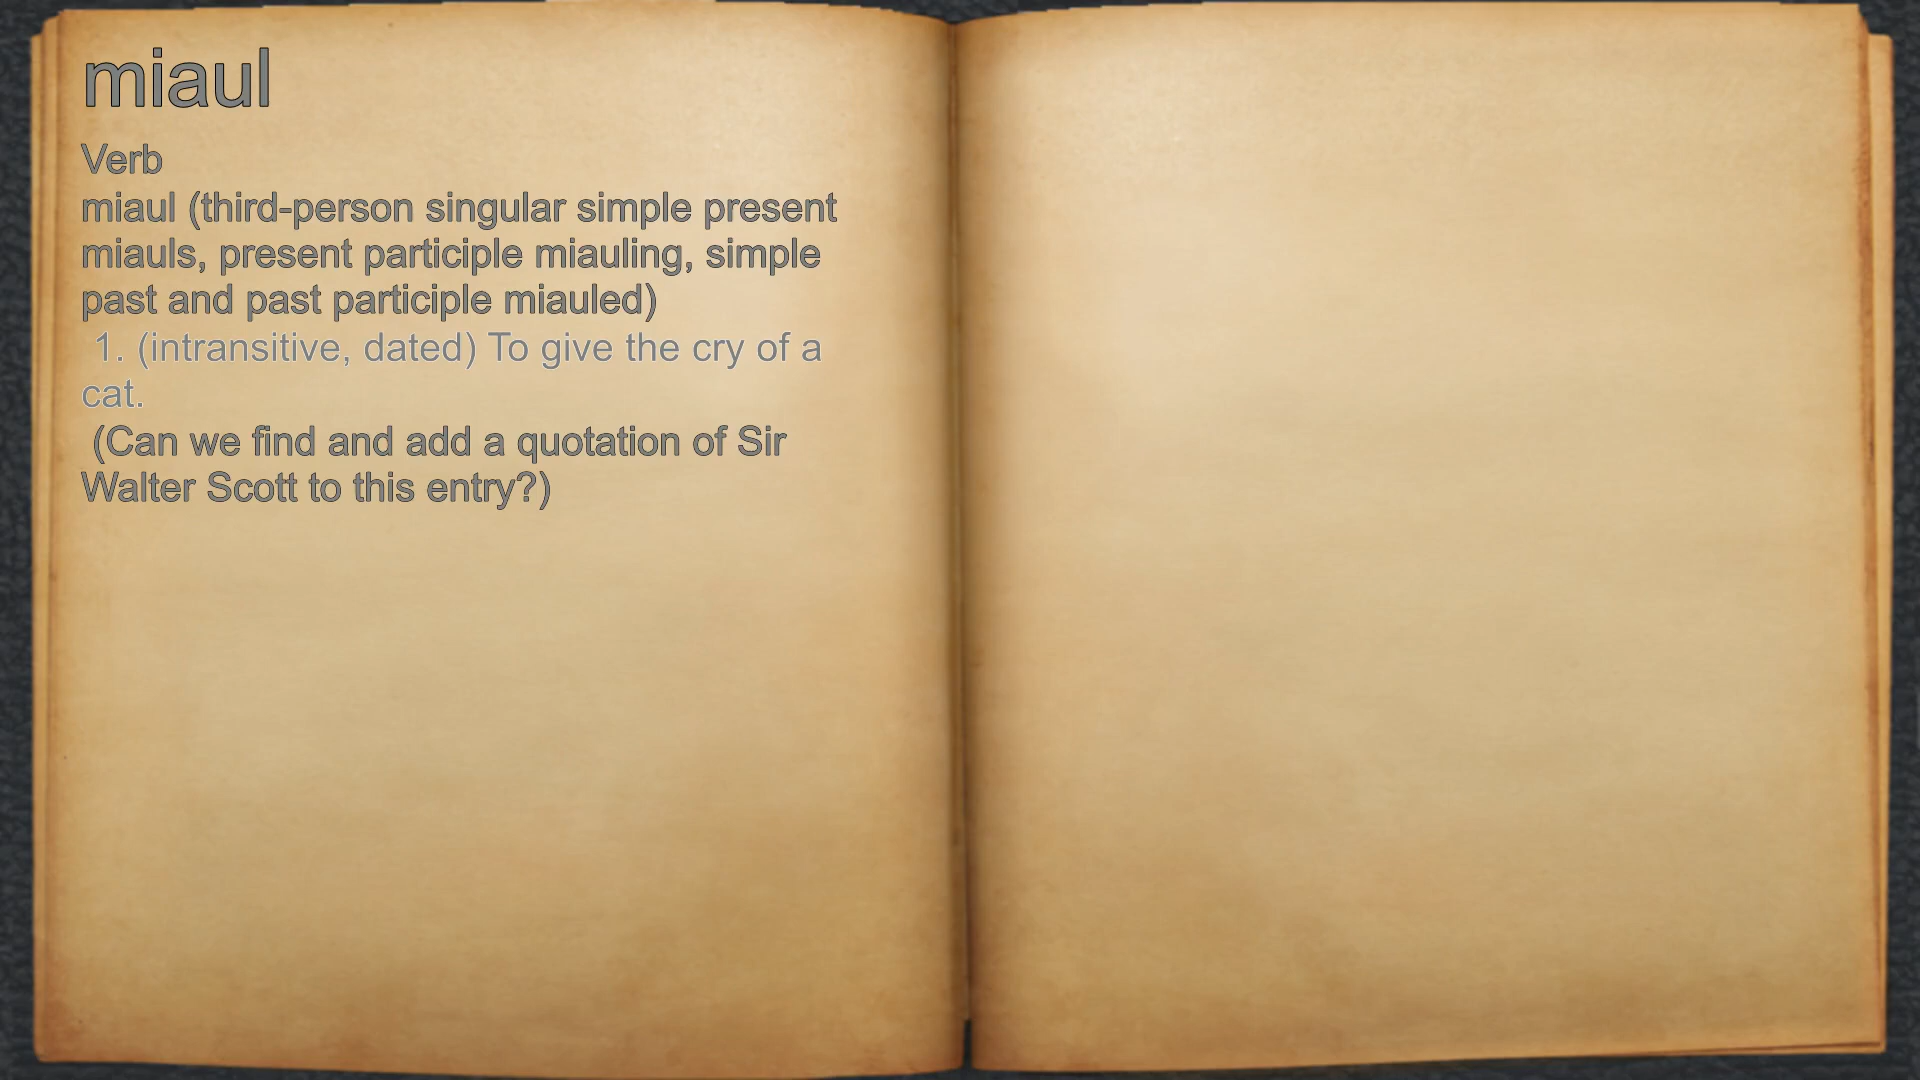 miaul
Verb
miaul (third-person singular simple present
miauls, present participle miauling, simple
past and past participle miauled)
1. (intransitive, dated) To give the cry of a
cat.
(Can we find and add a quotation of Sir
Walter Scott to this entry?)